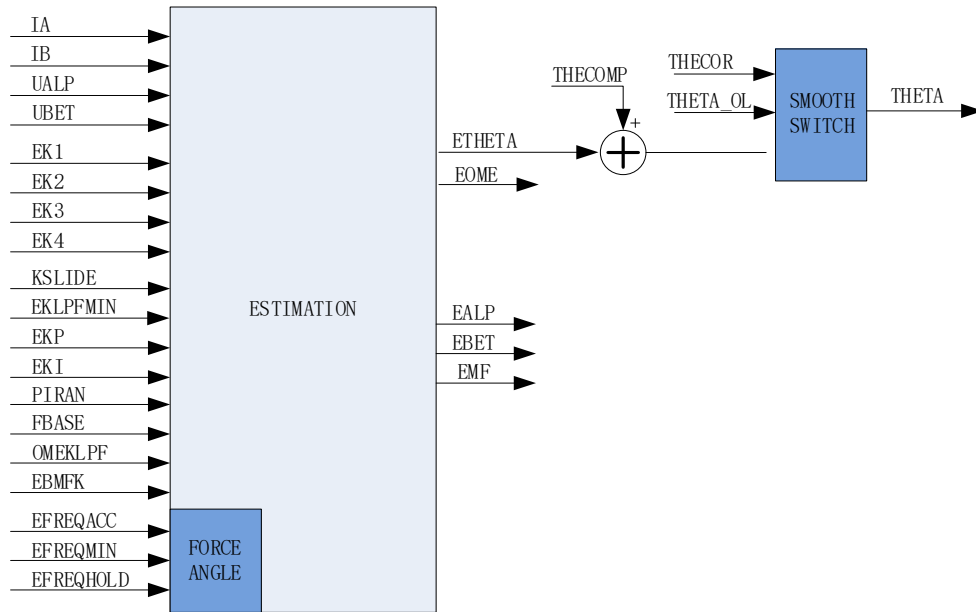 IA
IB
UALP
UBET
EK1
EK2
EK3
EK4
KSLIDE
EKLPFMIN
EKP
EKI
PIRAN
FBASE
OMEKLPF
EBMFK
EFREQACC
EFREQMIN
EFREQHOLD
FORCE
ANGLE
ESTIMATION
ETHETA
EOME
EALP
EBET
EMF
THECOMP
+
THECOR
THETA_OL
SMOOTH
SWITCH
THETA